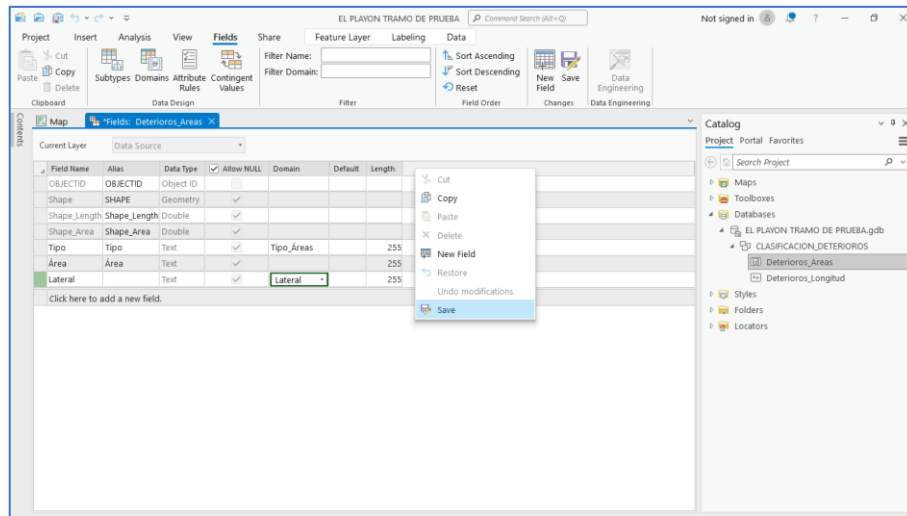 EL PLAYON TRAMO DE PRUEBA
Command Search (Alt+Q)
Not signed in
?
Project Insert Analysis View Fields Share Feature Layer Labeling Data
Paste
Cut
Copy
Delete
Clipboard
Subtypes Domains Attribute Rules Contingent Values
Data Design
Filter Name:
Filter Domain:
Filter
Sort Ascending
Sort Descending
Reset
Field Order
New Field Save
Changes
Data Engineering
Data Engineering
Contents
Map
*Fields: Deterioros_Areas
Current Layer Data Source
Field Name Alias Data Type Allow NULL Domain Default Length
OBJECTID OBJECTID Object ID
Shape SHAPE Geometry
Shape_Length Shape_Length Double
Shape_Area Shape_Area Double
Tipo Tipo Text Tipo_Áreas 255
Área Área Text 255
Lateral Lateral Text Lateral 255
Click here to add a new field.
Cut
Copy
Paste
Delete
New Field
Restore
Undo modifications
Save
Catalog
Project Portal Favorites
Search Project
Maps
Toolboxes
Databases
EL PLAYON TRAMO DE PRUEBA.gdb
CLASIFICACION_DETERIOROS
Deterioros_Areas
Deterioros_Longitud
Styles
Folders
Locators